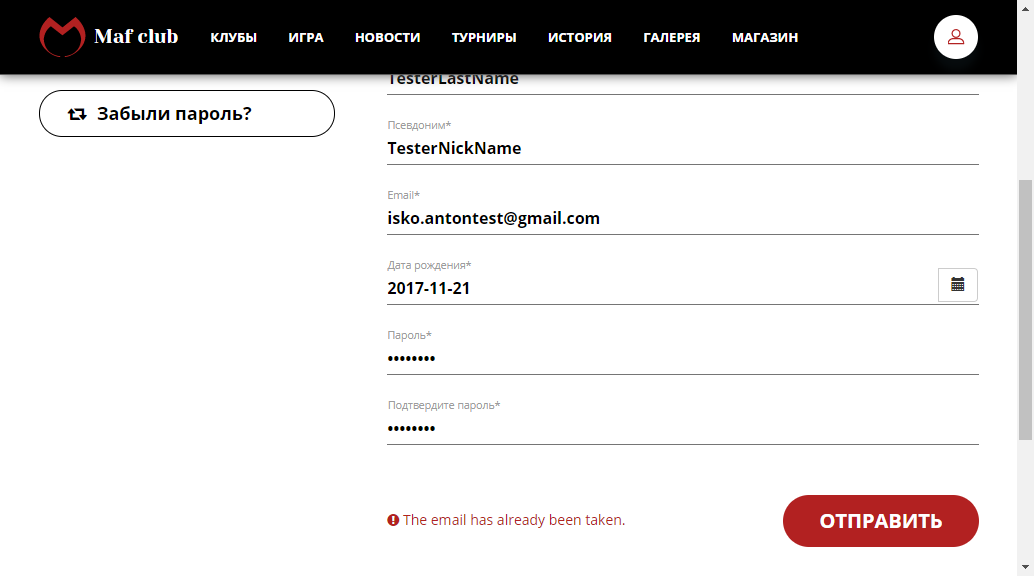 Maf club КЛУБЫ ИГРА НОВОСТИ ТУРНИРЫ ИСТОРИЯ ГАЛЕРЕЯ МАГАЗИН
TesterLastName
Забыли пароль?
Псевдоним*
TesterNickName
Email*
isko.antontest@gmail.com
Дата рождения*
2017-11-21
Пароль*
••••••••
Подтвердите пароль*
••••••••
The email has already been taken.
ОТПРАВИТЬ